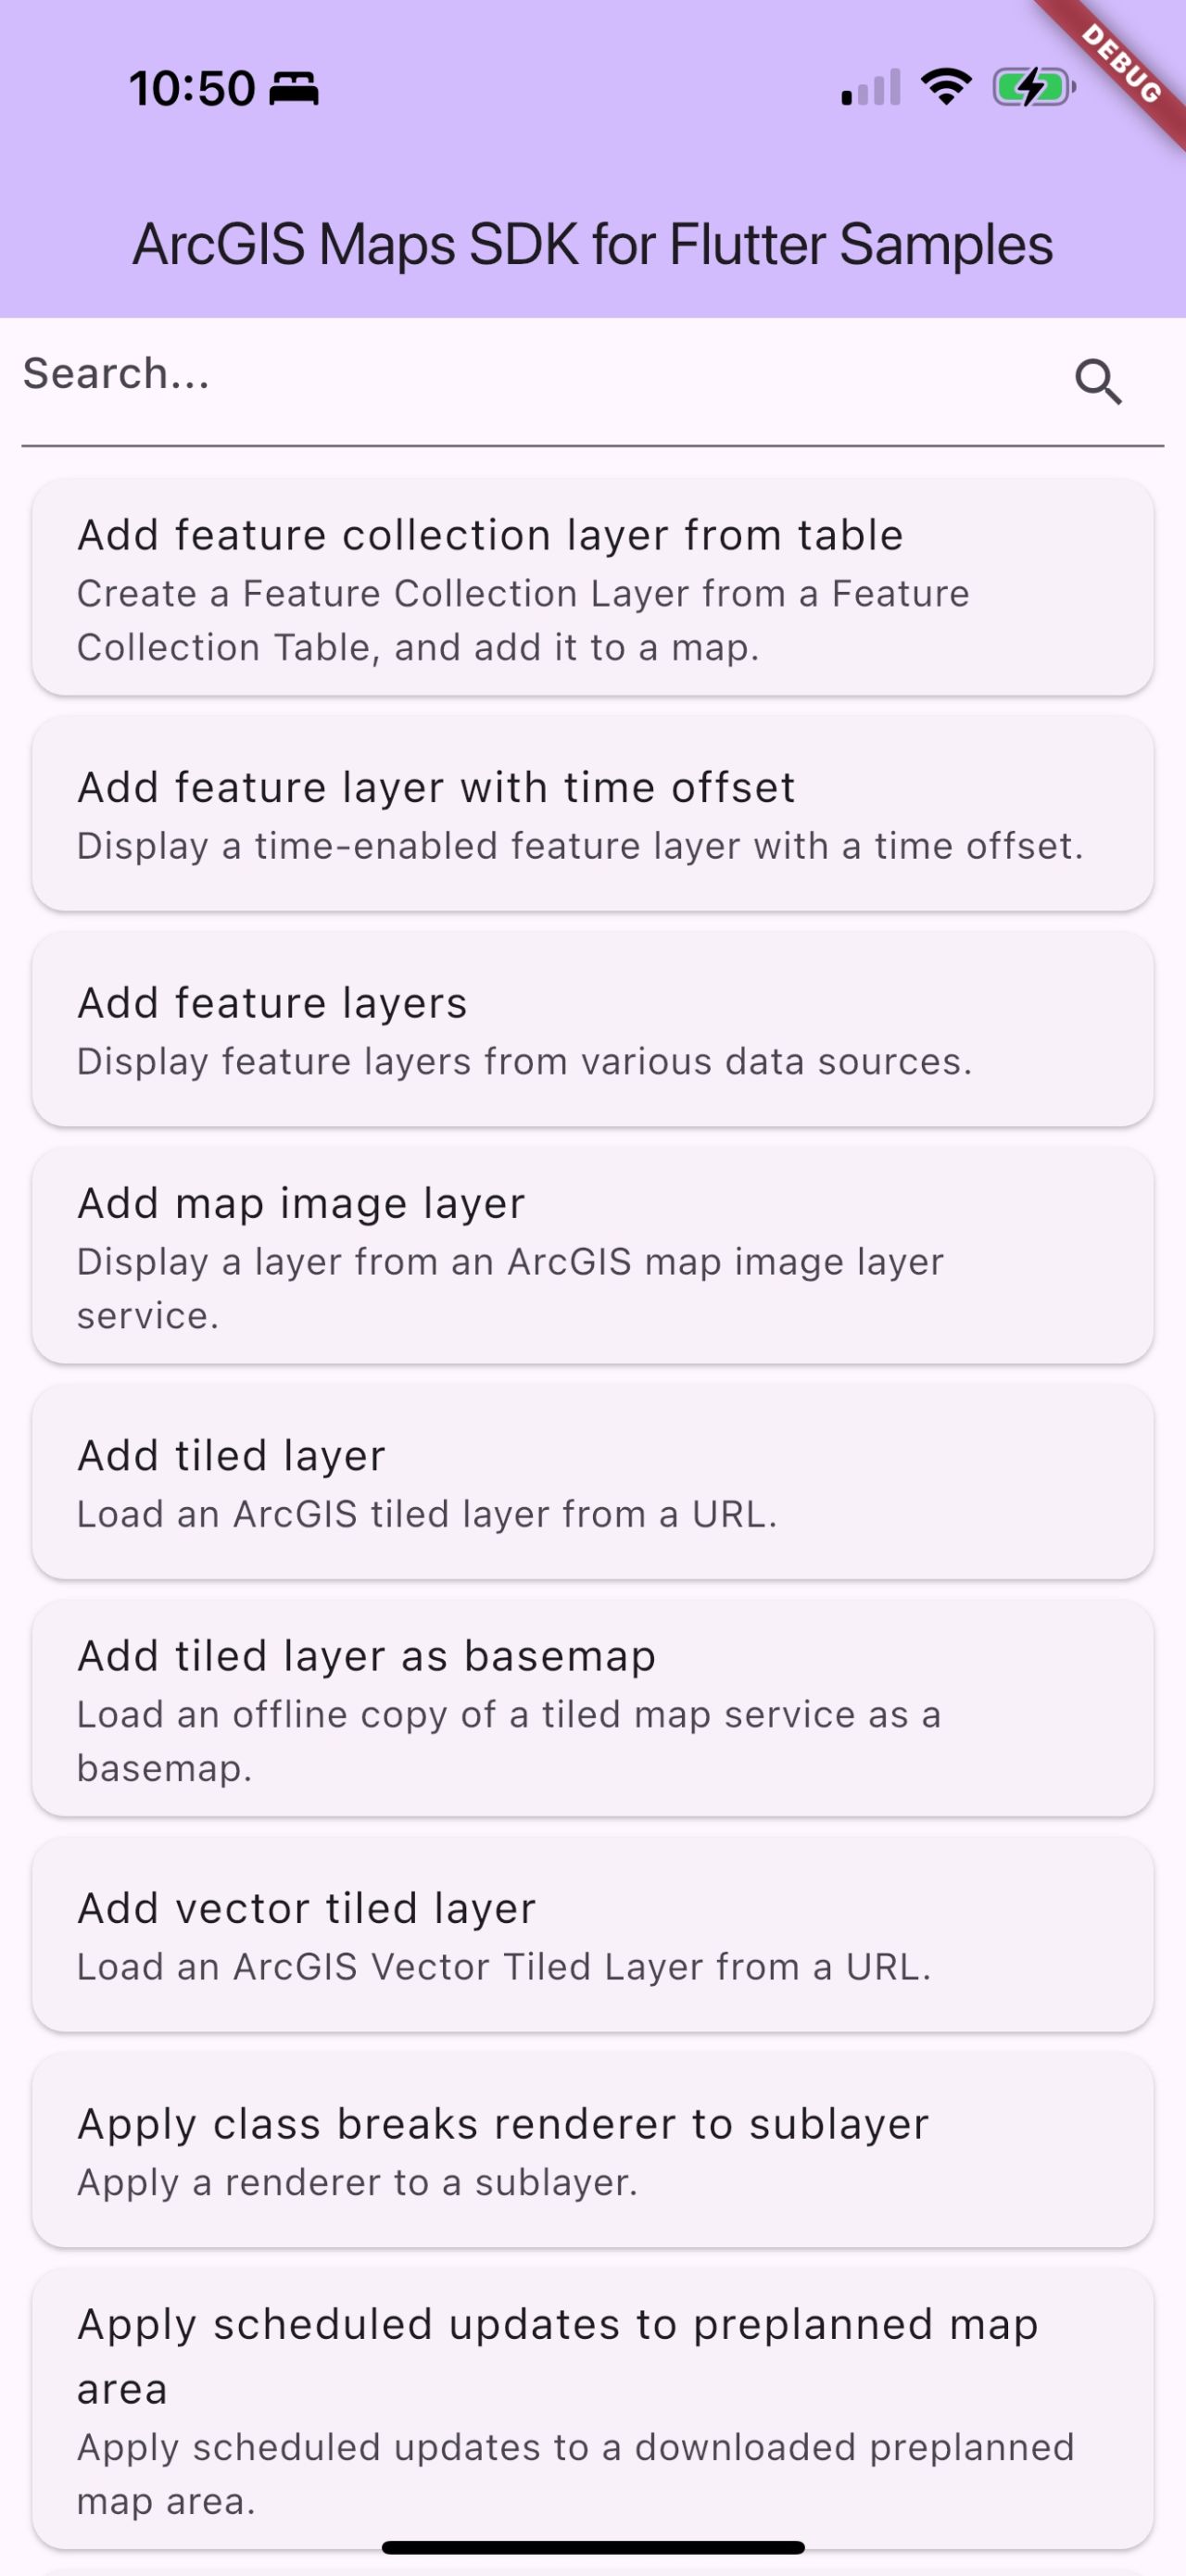 10:50
DEBUG
ArcGIS Maps SDK for Flutter Samples
Search...
Add feature collection layer from table
Create a Feature Collection Layer from a Feature
Collection Table, and add it to a map.
Add feature layer with time offset
Display a time-enabled feature layer with a time offset.
Add feature layers
Display feature layers from various data sources.
Add map image layer
Display a layer from an ArcGIS map image layer
service.
Add tiled layer
Load an ArcGIS tiled layer from a URL.
Add tiled layer as basemap
Load an offline copy of a tiled map service as a
basemap.
Add vector tiled layer
Load an ArcGIS Vector Tiled Layer from a URL.
Apply class breaks renderer to sublayer
Apply a renderer to a sublayer.
Apply scheduled updates to preplanned map
area
Apply scheduled updates to a downloaded preplanned
map area.